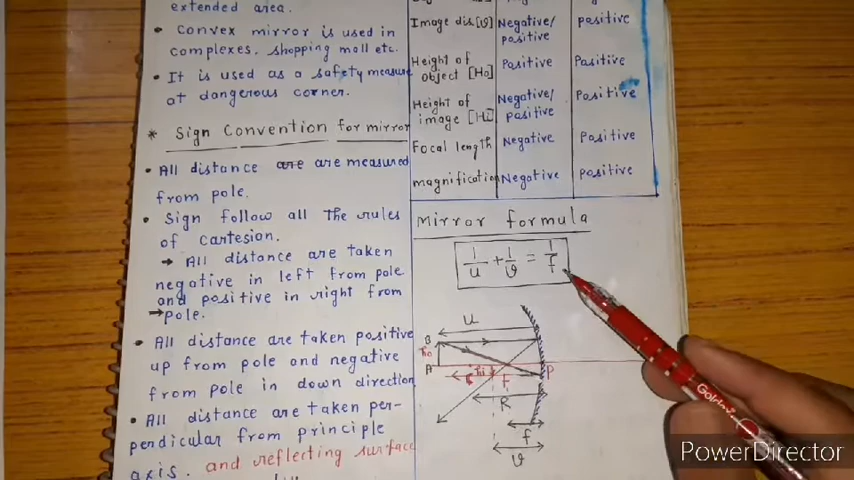 extended area.
• Convex mirror is used in
complexes, shopping mall etc.
• It is used as a safety measure
at dangerous corner.
* Sign Convention for mirror
• All distance are are measured
from pole.
• Sign follow all the rules
of cartesion.
→ All distance are taken
negative in left from pole
and positive in right from
→ pole.
• All distance are taken positive
up from pole and negative
from pole in down direction
• All distance are taken per-
pendicular from principle
axis. and reflecting surface
Image dis[v] Negative/ positive positive
Height of object [Ho] Positive Positive
Height of image [Hi] Negative/ positive Positive
Focal length Negative Positive
magnification Negative Positive
Mirror formula
1/u + 1/v = 1/f
u
B
ho
A
hi
F
P
R
f
v
Goldex
PowerDirector